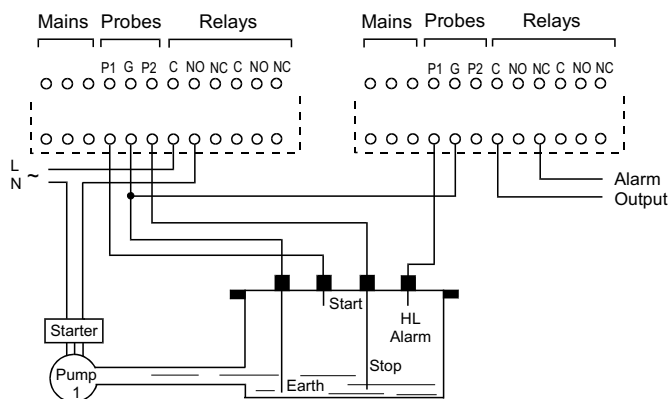 Mains Probes Relays
P1 G P2 C NO NC C NO NC
Mains Probes Relays
P1 G P2 C NO NC C NO NC
L
N ~
Alarm
Output
Start
HL
Alarm
Starter
Stop
Pump
1
Earth